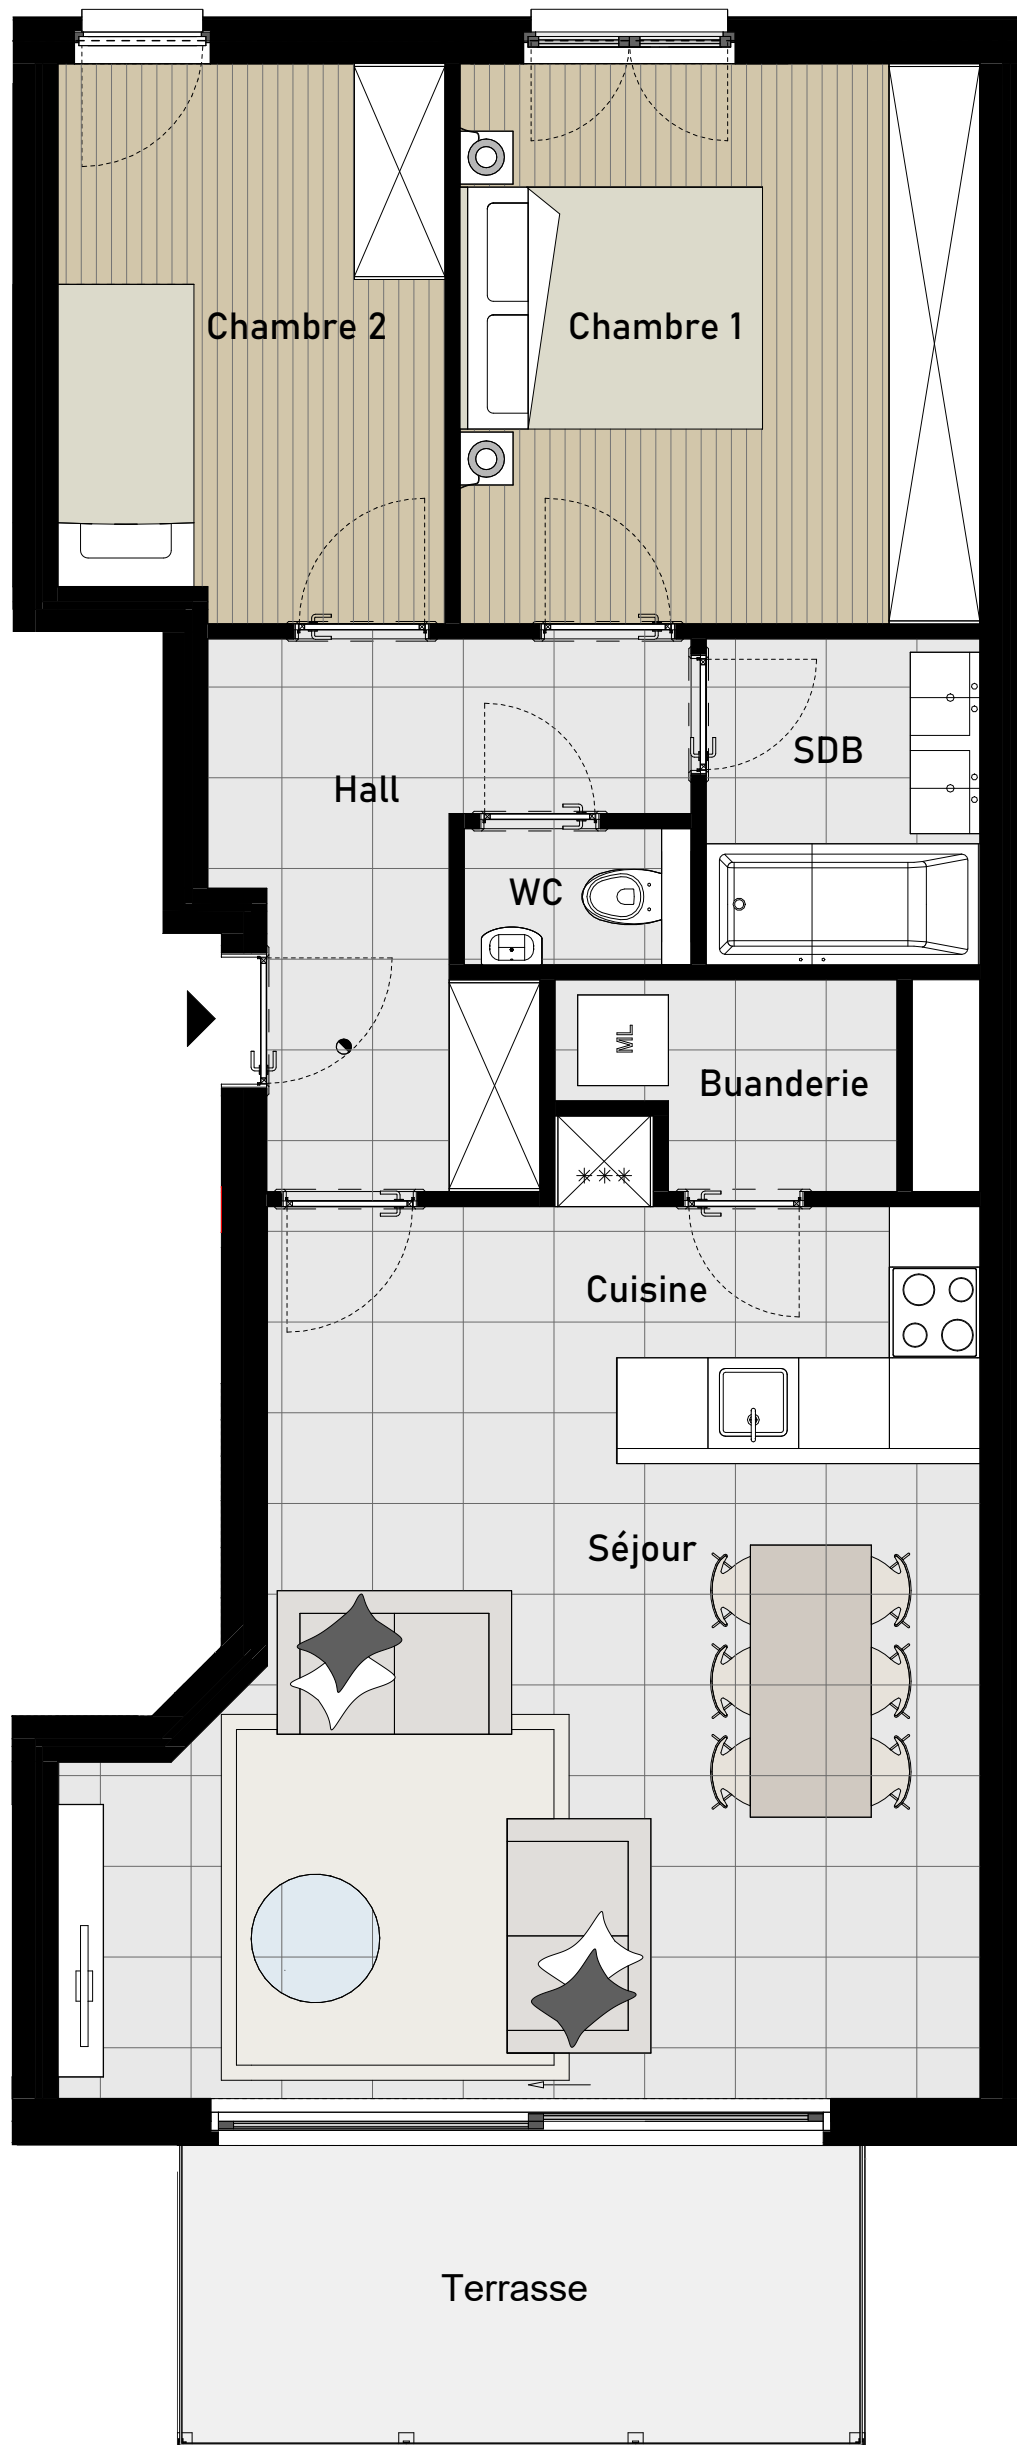 Chambre 2
Chambre 1
SDB
Hall
WC
ML
Buanderie
Cuisine
Séjour
Terrasse